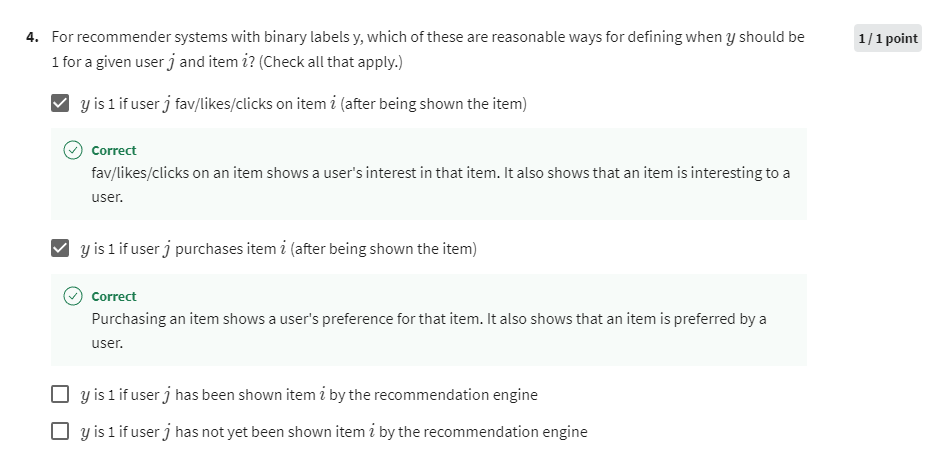 4. For recommender systems with binary labels y, which of these are reasonable ways for defining when y should be
1 / 1 point
1 for a given user j and item i? (Check all that apply.)
y is 1 if user j fav/likes/clicks on item i (after being shown the item)
Correct
fav/likes/clicks on an item shows a user's interest in that item. It also shows that an item is interesting to a
user.
y is 1 if user j purchases item i (after being shown the item)
Correct
Purchasing an item shows a user's preference for that item. It also shows that an item is preferred by a
user.
y is 1 if user j has been shown item i by the recommendation engine
y is 1 if user j has not yet been shown item i by the recommendation engine